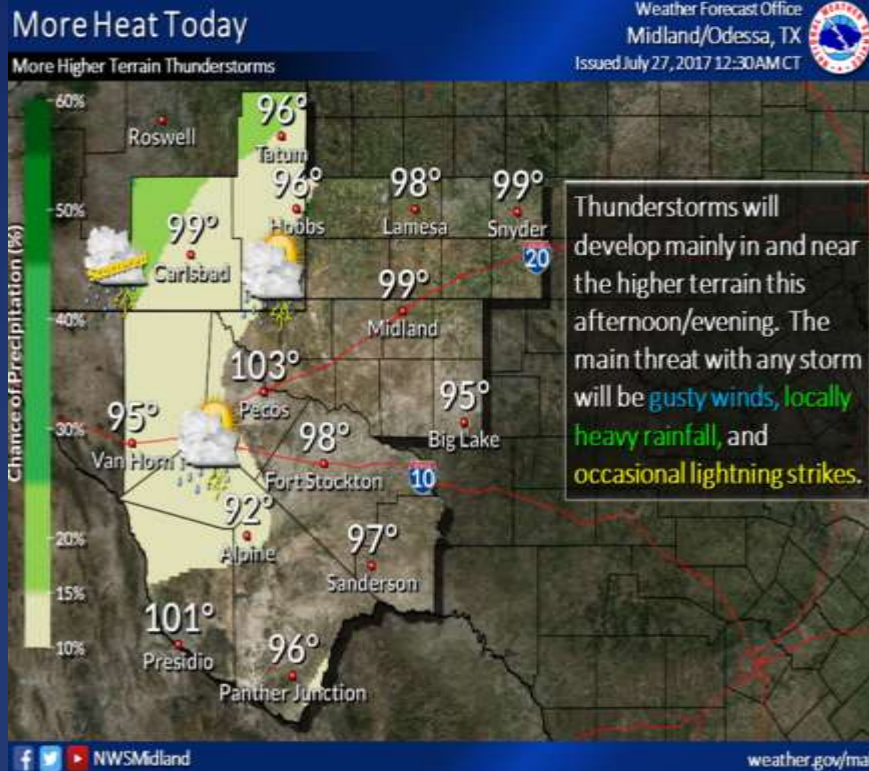 More Heat Today
More Higher Terrain Thunderstorms
Weather Forecast Office
Midland/Odessa, TX
Issued July 27, 2017 12:30 AM CT
Chance of Precipitation (%)
60%
50%
40%
30%
20%
15%
10%
Roswell
96°
Tatum
96°
Hobbs
98°
Lamesa
99°
Snyder
99°
Carlsbad
20
99°
Midland
103°
Pecos
95°
Van Horn
95°
Big Lake
98°
Fort Stockton
10
92°
Alpine
97°
Sanderson
101°
Presidio
96°
Panther Junction
Thunderstorms will
develop mainly in and near
the higher terrain this
afternoon/evening. The
main threat with any storm
will be gusty winds, locally
heavy rainfall, and
occasional lightning strikes.
NWSMidland
weather.gov/ma